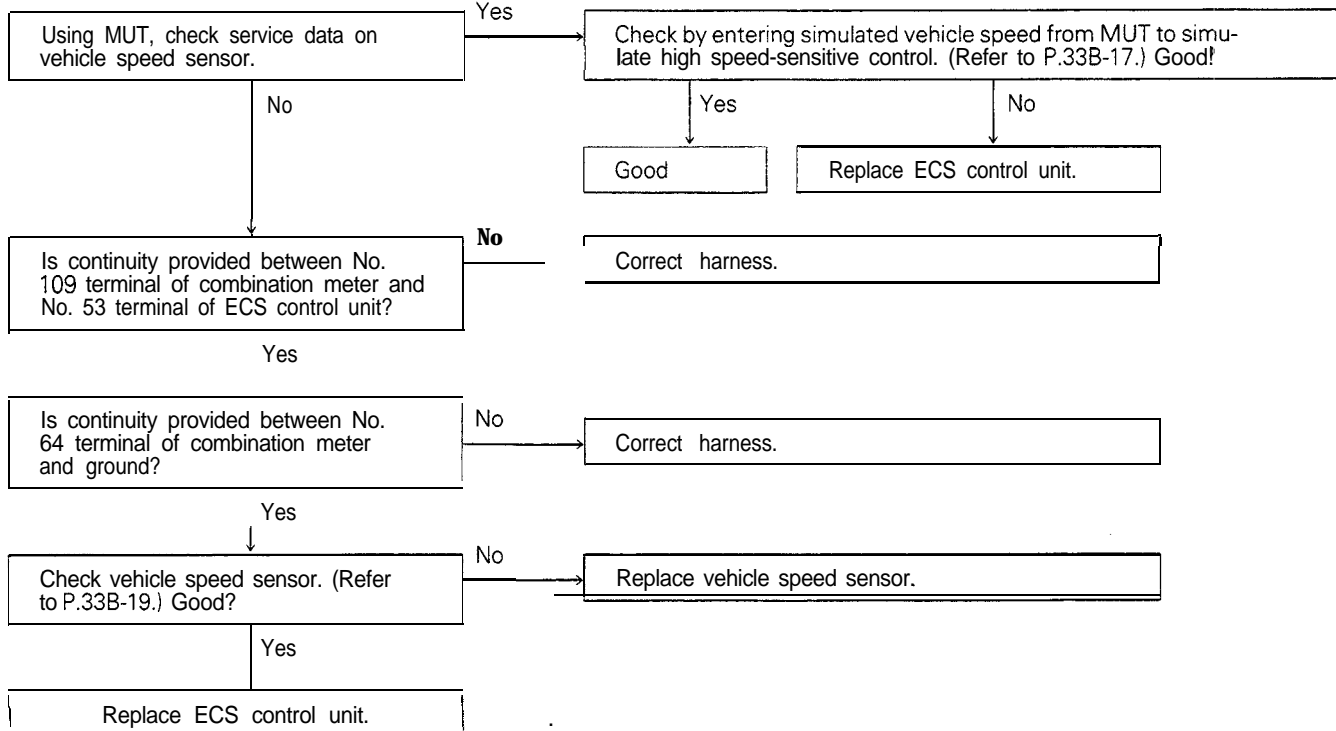 Using MUT, check service data on
vehicle speed sensor.
Yes
Check by entering simulated vehicle speed from MUT to simu-
late high speed-sensitive control. (Refer to P.33B-17.) Good!
No
Yes
No
Good
Replace ECS control unit.
Is continuity provided between No.
109 terminal of combination meter and
No. 53 terminal of ECS control unit?
No
Correct harness.
Yes
Is continuity provided between No.
64 terminal of combination meter
and ground?
No
Correct harness.
Yes
Check vehicle speed sensor. (Refer
to P.33B-19.) Good?
No
Replace vehicle speed sensor.
Yes
Replace ECS control unit.